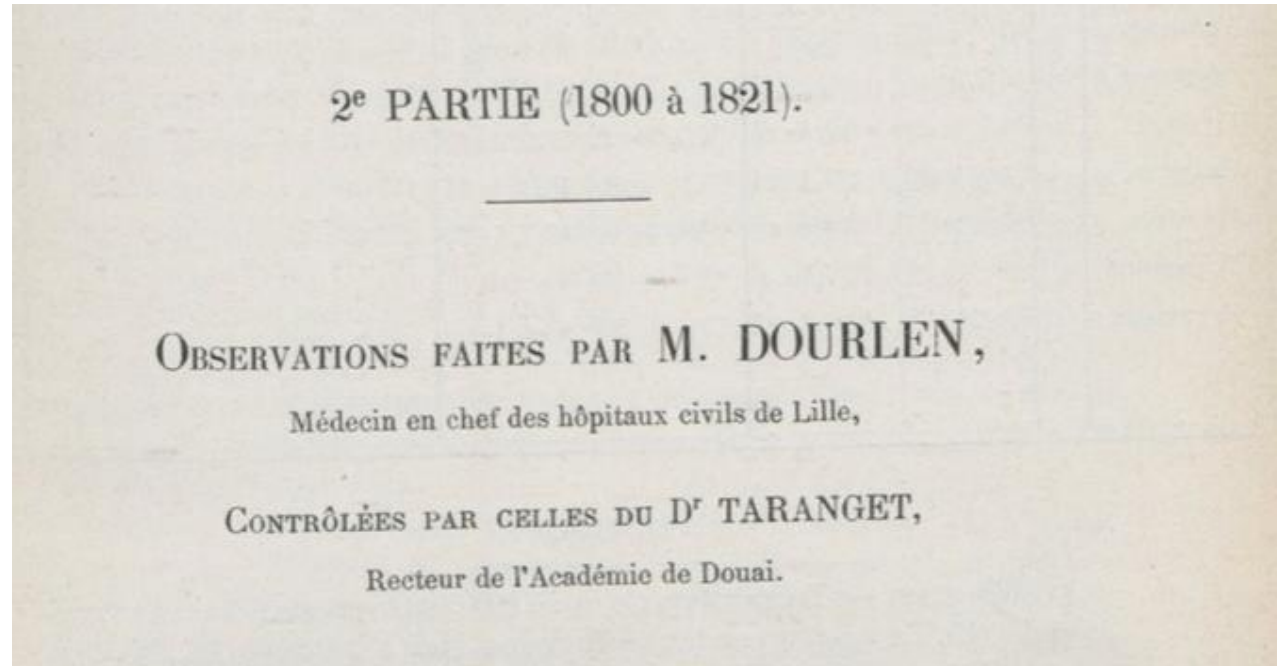 2e PARTIE (1800 à 1821).
OBSERVATIONS FAITES PAR M. DOURLEN,
Médecin en chef des hôpitaux civils de Lille,
CONTRÔLÉES PAR CELLES DU Dr TARANGET,
Recteur de l'Académie de Douai.